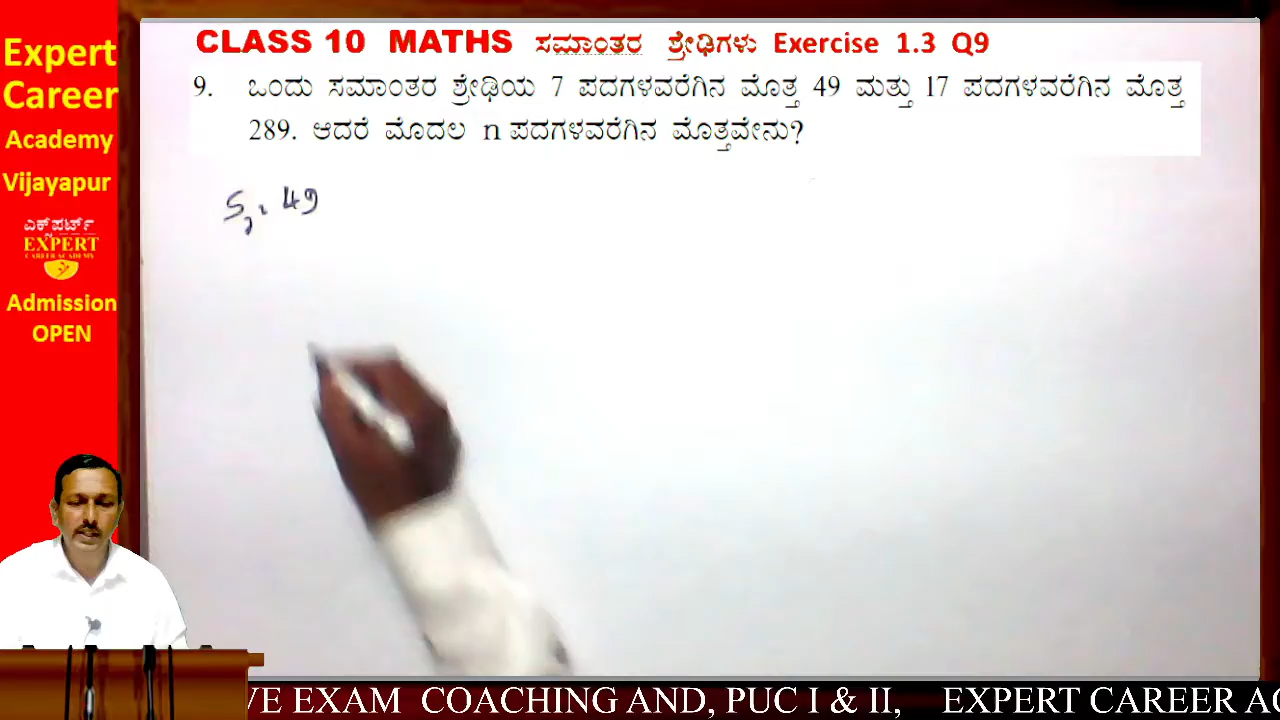 Expert
Career
Academy
Vijayapur
ಎಕ್ಸ್‌ಪರ್ಟ್
EXPERT
CAREER ACADEMY
Admission
OPEN
CLASS 10 MATHS ಸಮಾಂತರ ಶ್ರೇಢಿಗಳು Exercise 1.3 Q9
9. ಒಂದು ಸಮಾಂತರ ಶ್ರೇಢಿಯ 7 ಪದಗಳವರೆಗಿನ ಮೊತ್ತ 49 ಮತ್ತು 17 ಪದಗಳವರೆಗಿನ ಮೊತ್ತ
289. ಆದರೆ ಮೊದಲ n ಪದಗಳವರೆಗಿನ ಮೊತ್ತವೇನು?
S₇ = 49
VE EXAM COACHING AND, PUC I & II, EXPERT CAREER AC